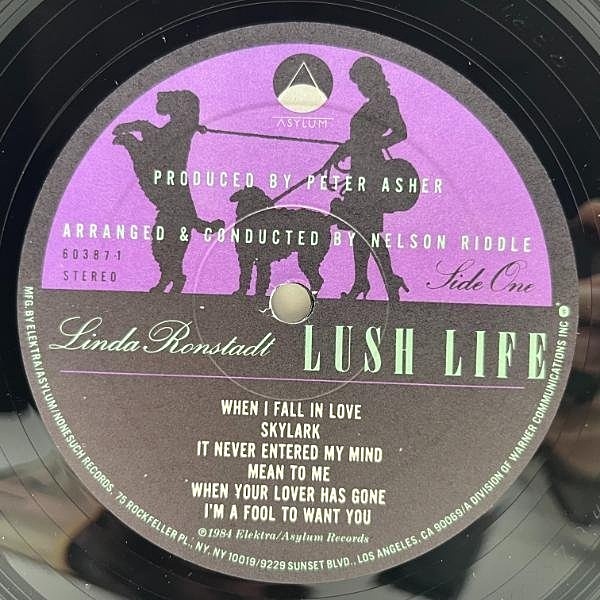 ASYLUM
PRODUCED BY PETER ASHER
ARRANGED & CONDUCTED BY NELSON RIDDLE
60387-1
STEREO
Side One
Linda Ronstadt
LUSH LIFE
WHEN I FALL IN LOVE
SKYLARK
IT NEVER ENTERED MY MIND
MEAN TO ME
WHEN YOUR LOVER HAS GONE
I'M A FOOL TO WANT YOU
℗1984 Elektra/Asylum Records
MFG. BY ELEKTRA/ASYLUM/NONESUCH RECORDS, 75 ROCKFELLER PL., NY, NY 10019/9229 SUNSET BLVD., LOS ANGELES, CA 90069/A DIVISION OF WARNER COMMUNICATIONS INC